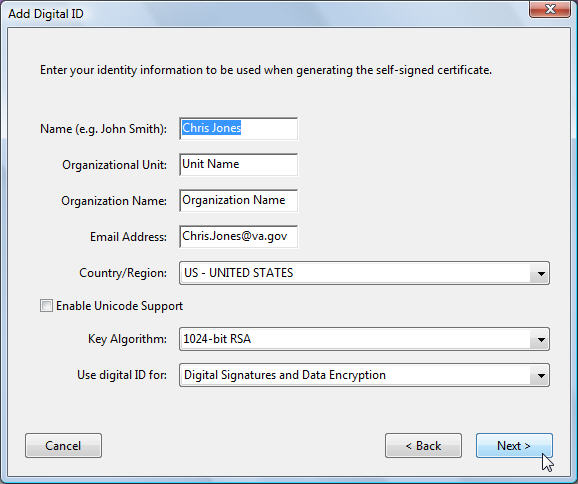 Add Digital ID
Enter your identity information to be used when generating the self-signed certificate.
Name (e.g. John Smith): Chris Jones
Organizational Unit: Unit Name
Organization Name: Organization Name
Email Address: ChrisJones@va.gov
Country/Region: US - UNITED STATES
Enable Unicode Support
Key Algorithm: 1024-bit RSA
Use digital ID for: Digital Signatures and Data Encryption
Cancel < Back Next >